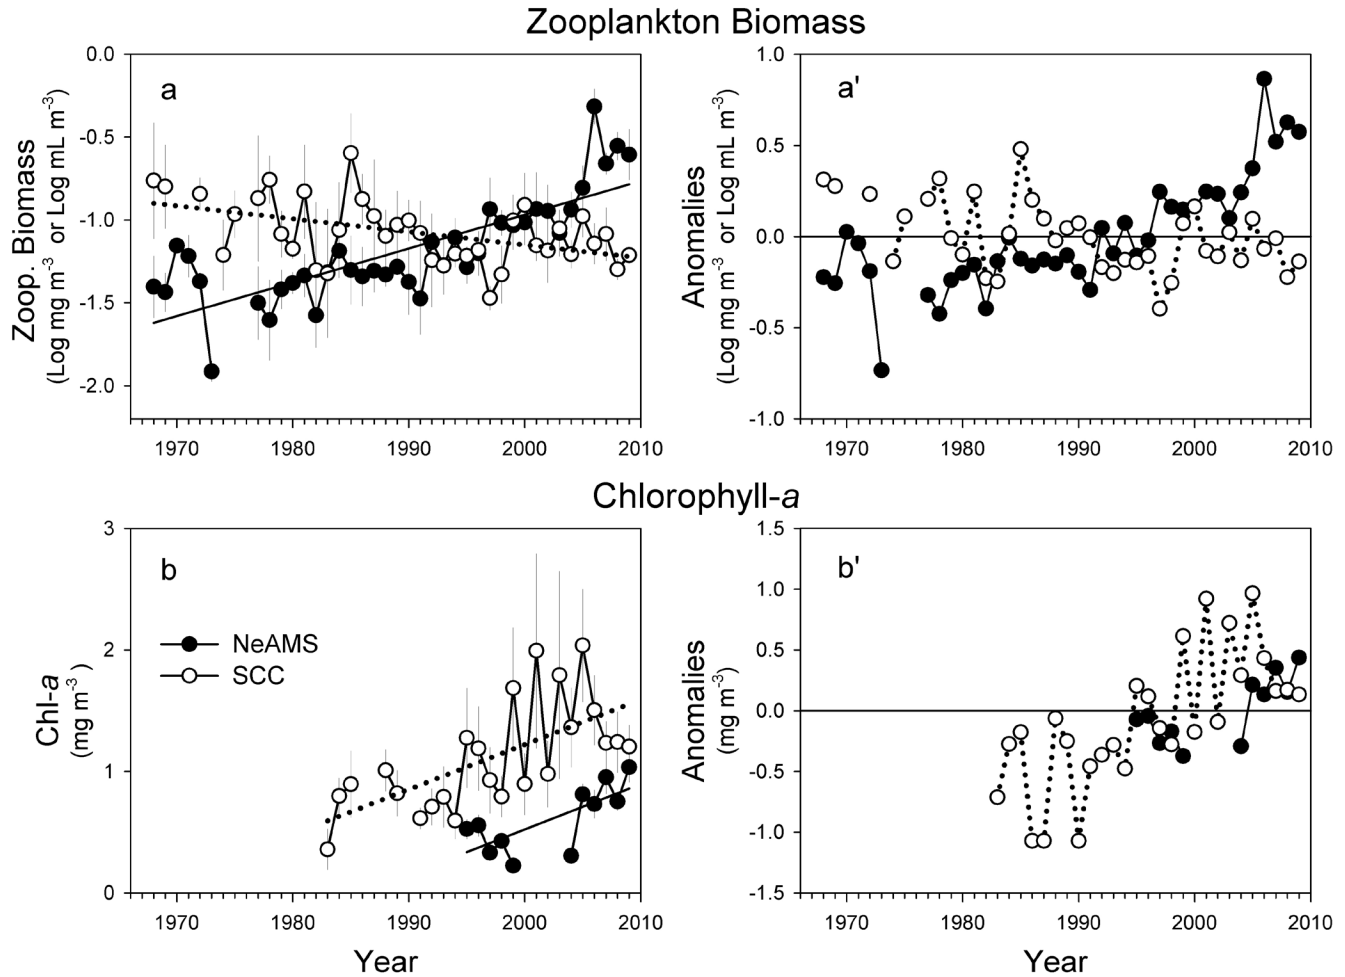 Zooplankton Biomass
a
Zoop. Biomass
(Log mg m-3 or Log mL m-3)
0.0
-0.5
-1.0
-1.5
-2.0
1970 1980 1990 2000 2010
a'
Anomalies
(Log mg m-3 or Log mL m-3)
1.0
0.5
0.0
-0.5
-1.0
1970 1980 1990 2000 2010
Chlorophyll-a
b
NeAMS
SCC
Chl-a
(mg m-3)
3
2
1
0
1970 1980 1990 2000 2010
Year
b'
Anomalies
(mg m-3)
1.5
1.0
0.5
0.0
-0.5
-1.0
-1.5
1970 1980 1990 2000 2010
Year